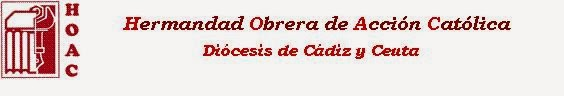 HOAC
Hermandad Obrera de Acción Católica
Diócesis de Cádiz y Ceuta